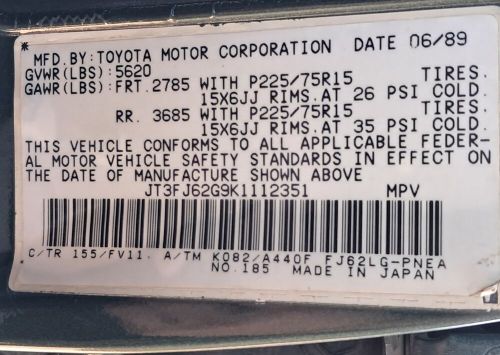 * MFD. BY: TOYOTA MOTOR CORPORATION DATE 06/89
GVWR(LBS):5620
GAWR(LBS):FRT.2785 WITH P225/75R15 TIRES.
15X6JJ RIMS.AT 26 PSI COLD.
RR. 3685 WITH P225/75R15 TIRES.
15X6JJ RIMS.AT 35 PSI COLD.
THIS VEHICLE CONFORMS TO ALL APPLICABLE FEDER-
AL MOTOR VEHICLE SAFETY STANDARDS IN EFFECT ON
THE DATE OF MANUFACTURE SHOWN ABOVE
JT3FJ62G9K1112351 MPV
C/TR 155/FV11. A/TM K082/A440F FJ62LG-PNEA
NO.185 MADE IN JAPAN